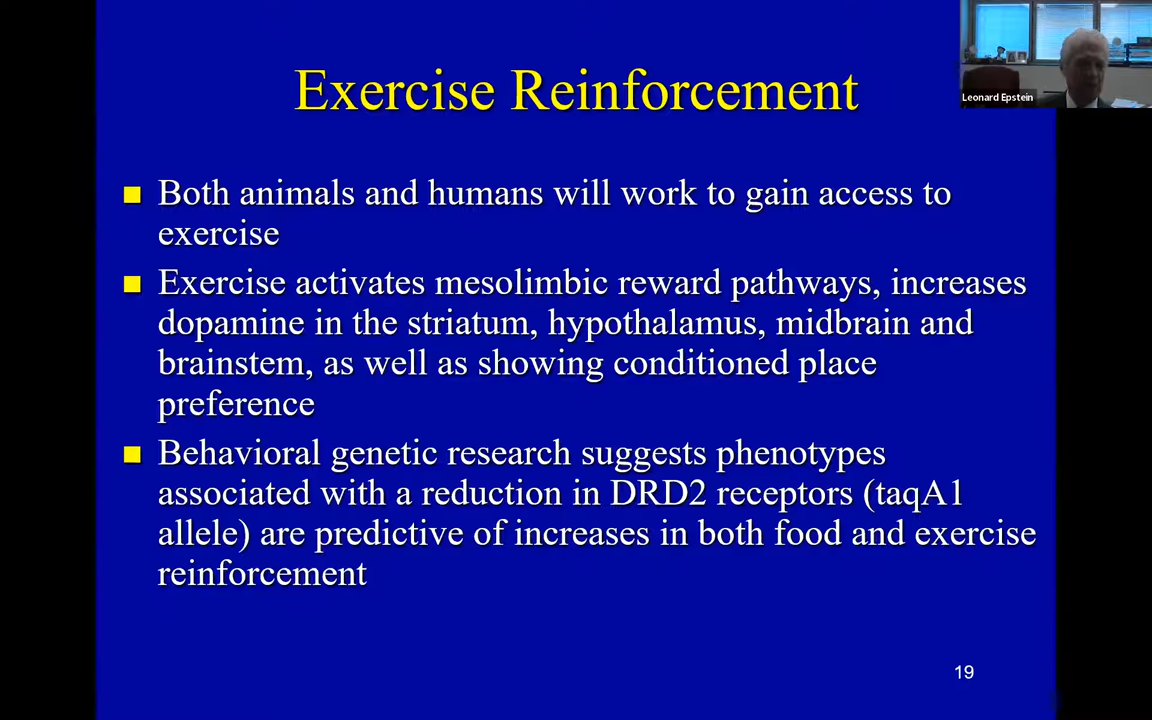 Exercise Reinforcement
Leonard Epstein
Both animals and humans will work to gain access to
exercise
Exercise activates mesolimbic reward pathways, increases
dopamine in the striatum, hypothalamus, midbrain and
brainstem, as well as showing conditioned place
preference
Behavioral genetic research suggests phenotypes
associated with a reduction in DRD2 receptors (taqA1
allele) are predictive of increases in both food and exercise
reinforcement
19